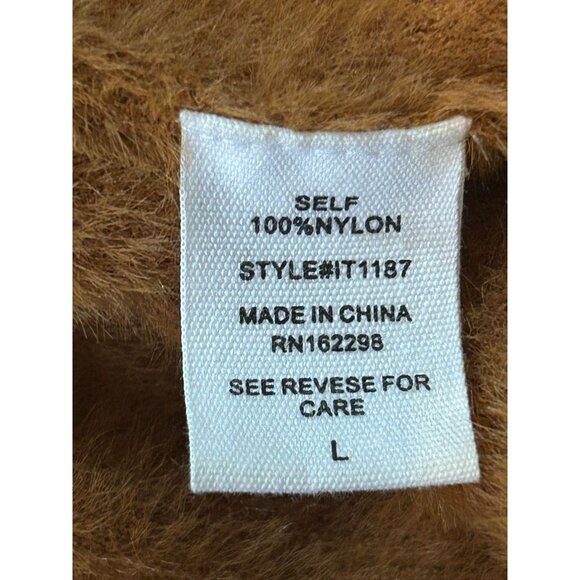 SELF
100%NYLON
STYLE#IT1187
MADE IN CHINA
RN162298
SEE REVESE FOR
CARE
L